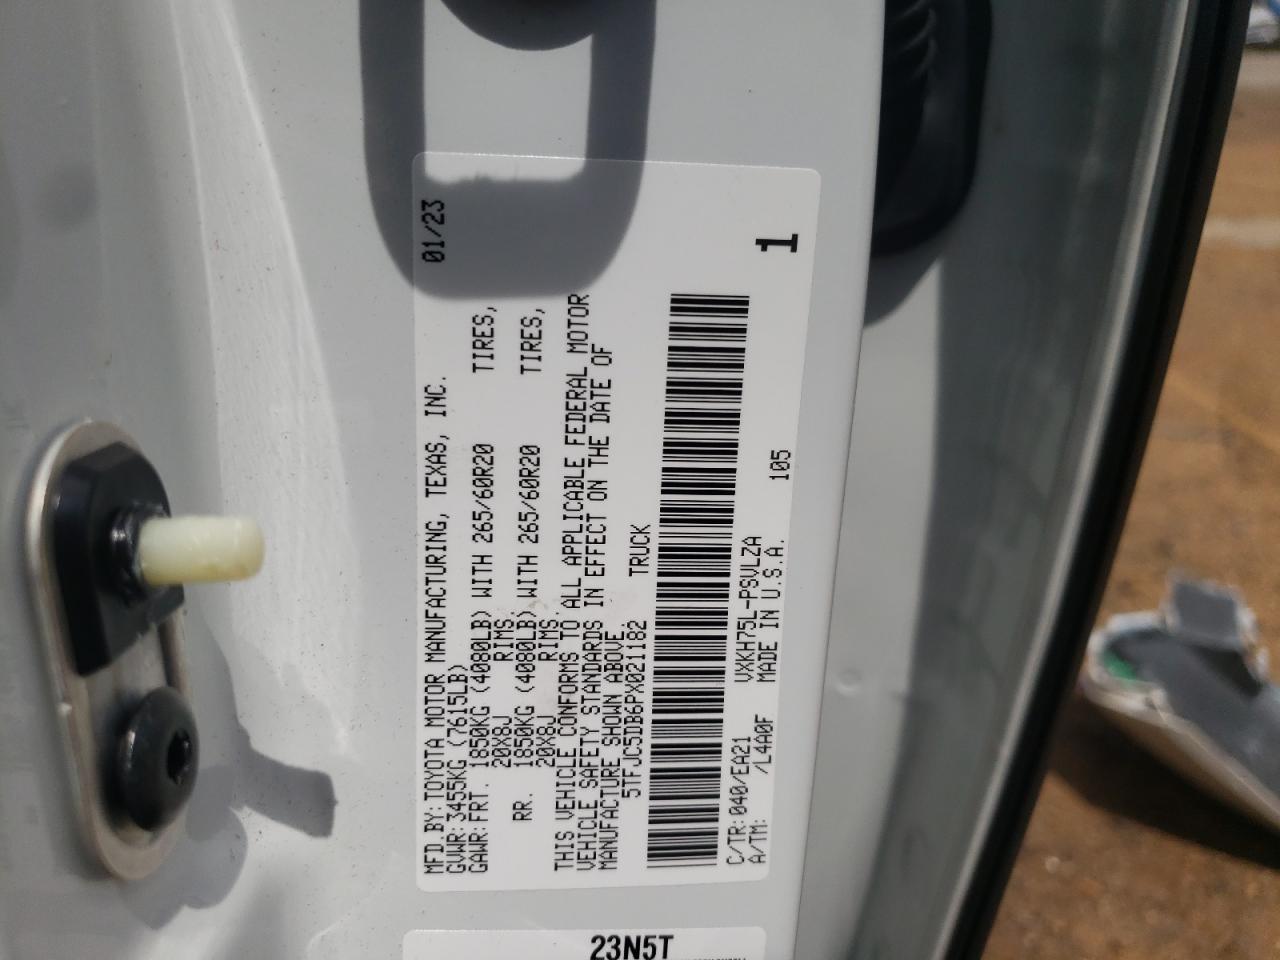 MFD.BY:TOYOTA MOTOR MANUFACTURING, TEXAS, INC. 01/23
GVWR:3455KG (7615LB)
GAWR:FRT. 1850KG (4080LB) WITH 265/60R20 TIRES,
20X8J RIMS.
RR. 1850KG (4080LB) WITH 265/60R20 TIRES,
20X8J RIMS.
THIS VEHICLE CONFORMS TO ALL APPLICABLE FEDERAL MOTOR
VEHICLE SAFETY STANDARDS IN EFFECT ON THE DATE OF
MANUFACTURE SHOWN ABOVE.
5TFJC5DB6PX021182 TRUCK
C/TR:040/EA21 VXKH75L-PSVLZA
A/TM: /L4A0F MADE IN U.S.A. 105
1
23N5T